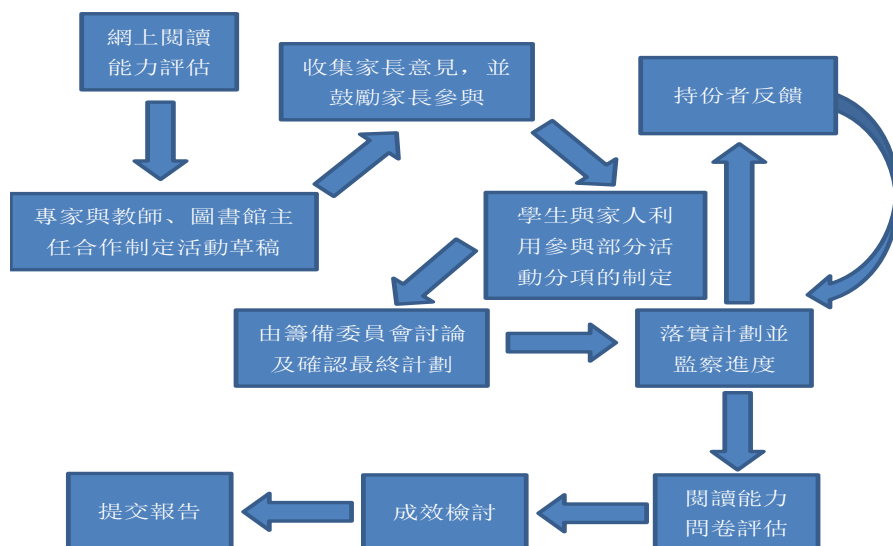 網上閱讀
能力評估
收集家長意見，並
鼓勵家長參與
持份者反饋
專家與教師、圖書館主
任合作制定活動草稿
學生與家人利
用參與部分活
動分項的制定
由籌備委員會討論
及確認最終計劃
落實計劃並
監察進度
提交報告
成效檢討
閱讀能力
問卷評估